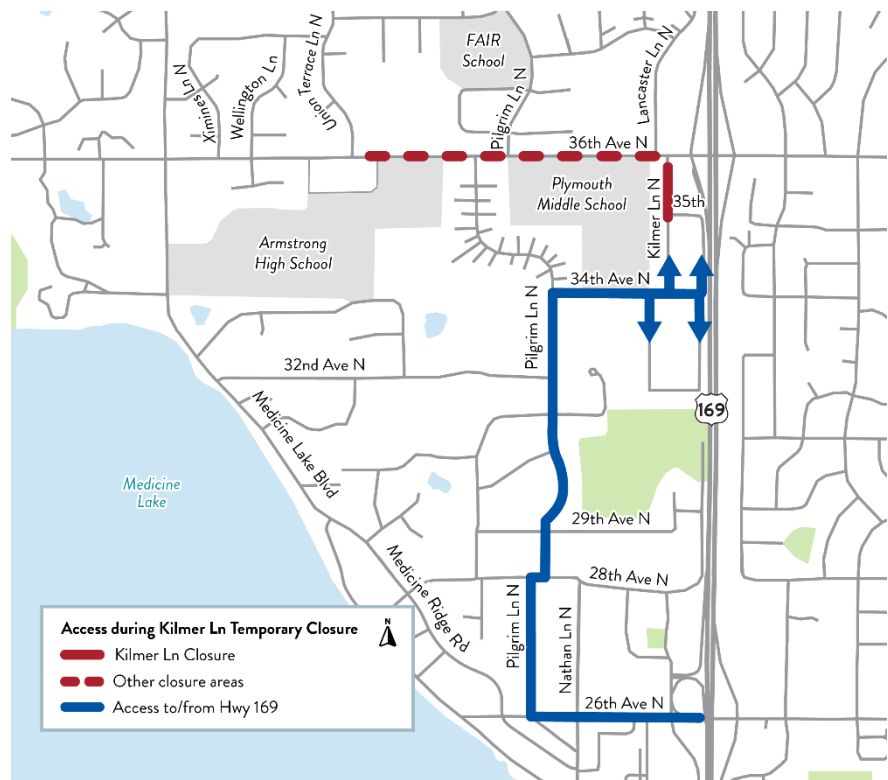 FAIR
School
Ximines Ln N
Wellington Ln
Union Terrace Ln N
Pilgrim Ln N
Lancaster Ln N
36th Ave N
Plymouth
Middle School
Kilmer Ln N
35th
Armstrong
High School
34th Ave N
Pilgrim Ln N
32nd Ave N
Medicine Lake Blvd
169
Medicine
Lake
29th Ave N
Medicine Ridge Rd
28th Ave N
Pilgrim Ln N
Nathan Ln N
26th Ave N
Access during Kilmer Ln Temporary Closure
N
Kilmer Ln Closure
Other closure areas
Access to/from Hwy 169